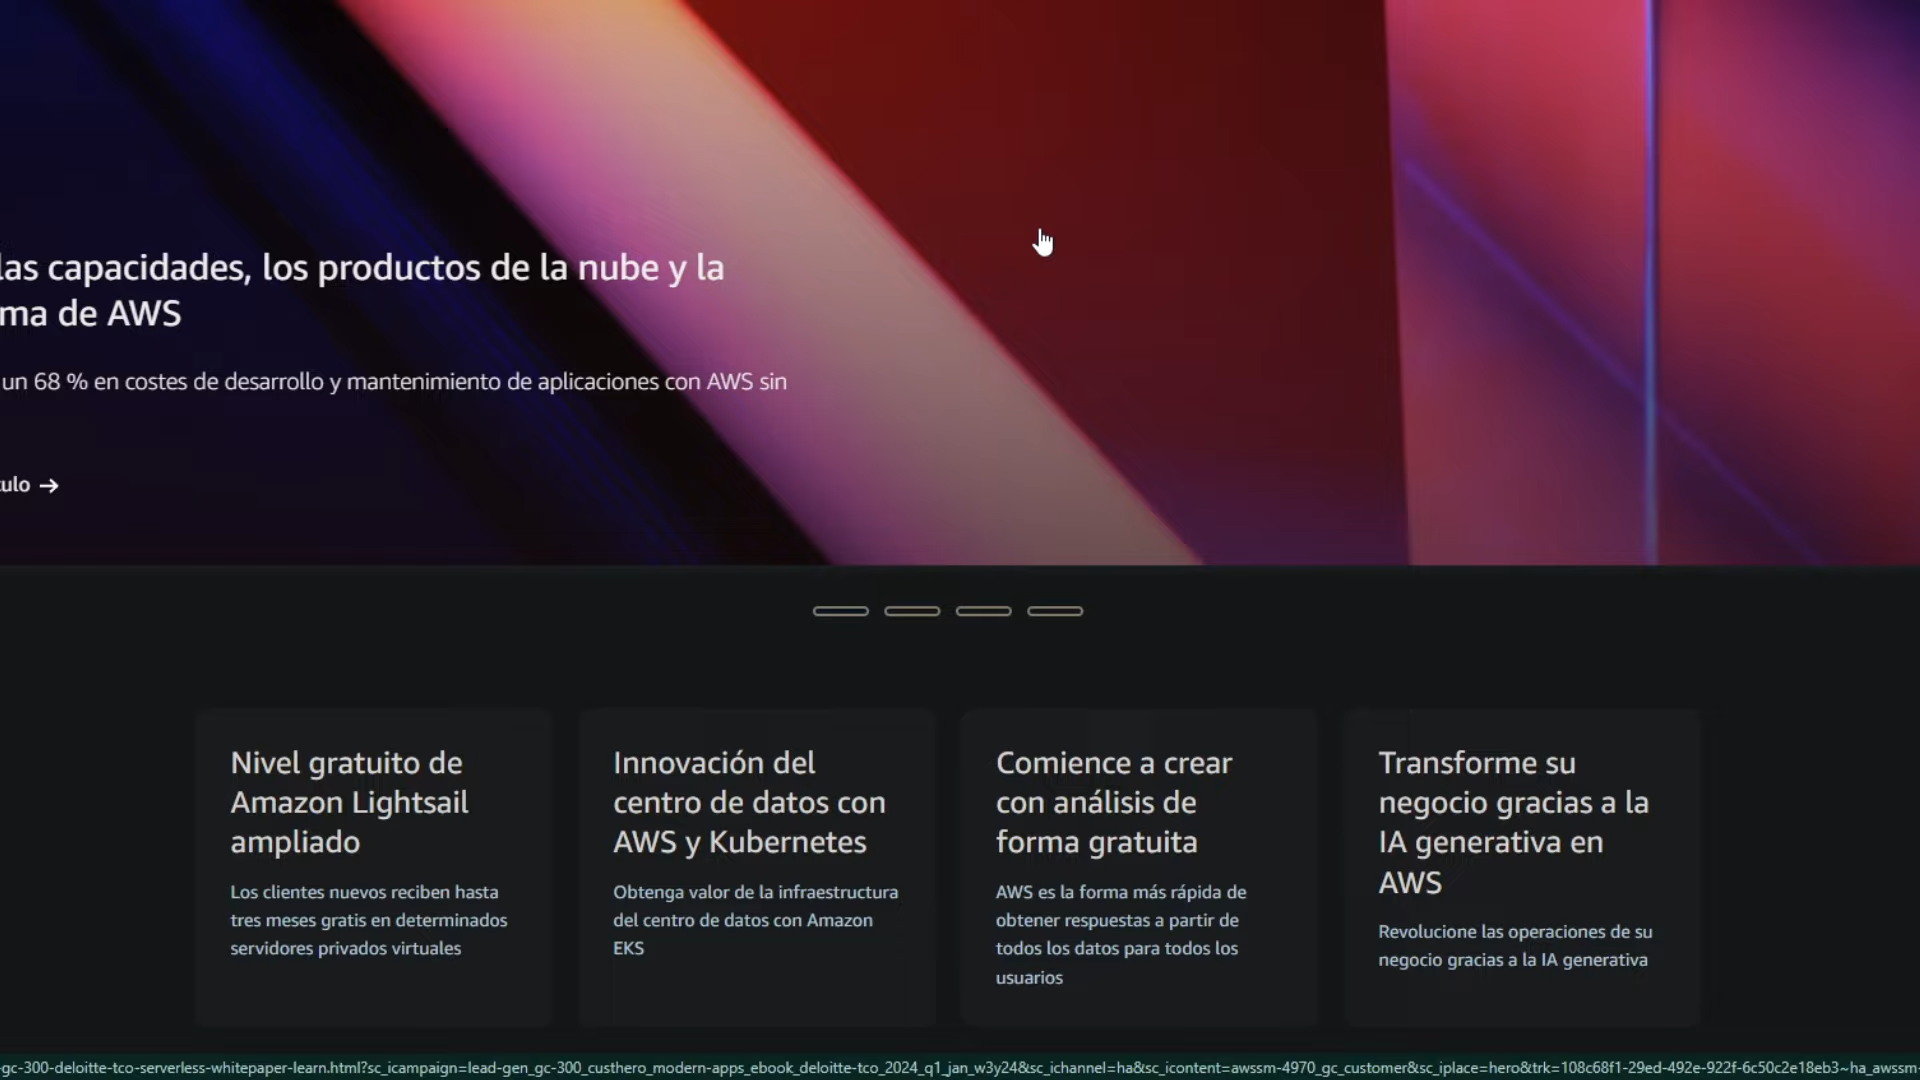 las capacidades, los productos de la nube y la
ma de AWS
un 68 % en costes de desarrollo y mantenimiento de aplicaciones con AWS sin
ulo →
Nivel gratuito de
Amazon Lightsail
ampliado
Los clientes nuevos reciben hasta
tres meses gratis en determinados
servidores privados virtuales
Innovación del
centro de datos con
AWS y Kubernetes
Obtenga valor de la infraestructura
del centro de datos con Amazon
EKS
Comience a crear
con análisis de
forma gratuita
AWS es la forma más rápida de
obtener respuestas a partir de
todos los datos para todos los
usuarios
Transforme su
negocio gracias a la
IA generativa en
AWS
Revolucione las operaciones de su
negocio gracias a la IA generativa
-gc-300-deloitte-tco-serverless-whitepaper-learn.html?sc_icampaign=lead-gen_gc-300_custhero_modern-apps_ebook_deloitte-tco_2024_q1_jan_w3y24&sc_ichannel=ha&sc_icontent=awssm-4970_gc_customer&sc_iplace=hero&trk=108c68f1-29ed-492e-922f-6c50c2e18eb3~ha_awssm-